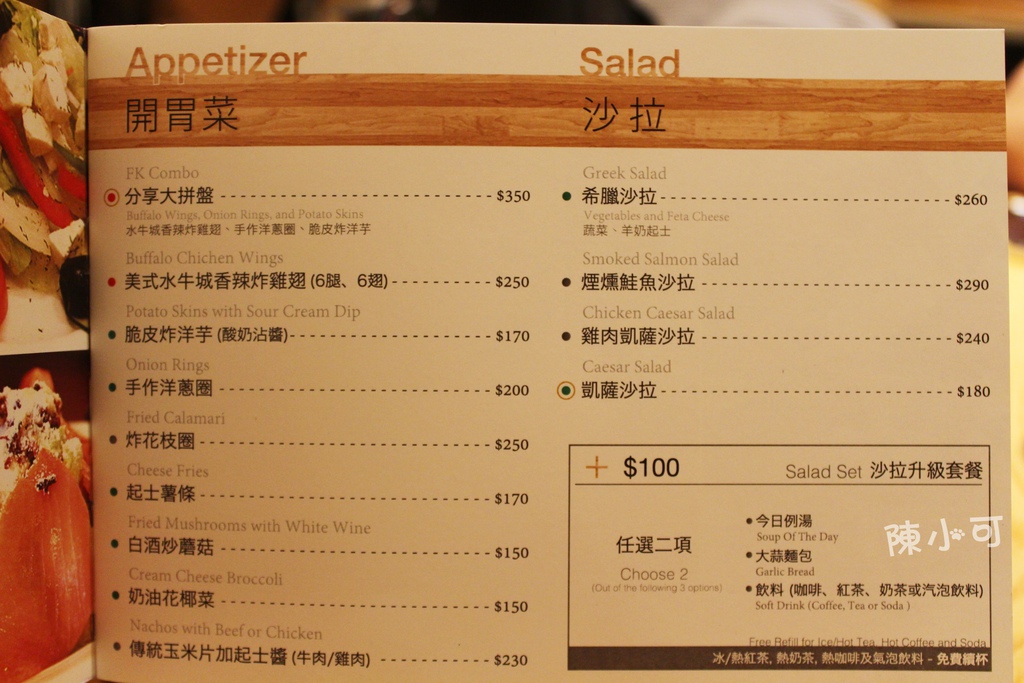 Appetizer
開胃菜
FK Combo
分享大拼盤 $350
Buffalo Wings, Onion Rings, and Potato Skins
水牛城香辣炸雞翅、手作洋蔥圈、脆皮炸洋芋
Buffalo Chichen Wings
美式水牛城香辣炸雞翅 (6腿、6翅) $250
Potato Skins with Sour Cream Dip
脆皮炸洋芋 (酸奶沾醬) $170
Onion Rings
手作洋蔥圈 $200
Fried Calamari
炸花枝圈 $250
Cheese Fries
起士薯條 $170
Fried Mushrooms with White Wine
白酒炒蘑菇 $150
Cream Cheese Broccoli
奶油花椰菜 $150
Nachos with Beef or Chicken
傳統玉米片加起士醬 (牛肉/雞肉) $230
Salad
沙拉
Greek Salad
希臘沙拉 $260
Vegetables and Feta Cheese
蔬菜、羊奶起士
Smoked Salmon Salad
煙燻鮭魚沙拉 $290
Chicken Caesar Salad
雞肉凱薩沙拉 $240
Caesar Salad
凱薩沙拉 $180
+ $100 Salad Set 沙拉升級套餐
任選二項
Choose 2
(Out of the following 3 options)
今日例湯
Soup Of The Day
大蒜麵包
Garlic Bread
飲料 (咖啡、紅茶、奶茶或汽泡飲料)
Soft Drink (Coffee, Tea or Soda )
Free Refill for Ice/Hot Tea, Hot Coffee and Soda
冰/熱紅茶, 熱奶茶, 熱咖啡及氣泡飲料 - 免費續杯
陳小可